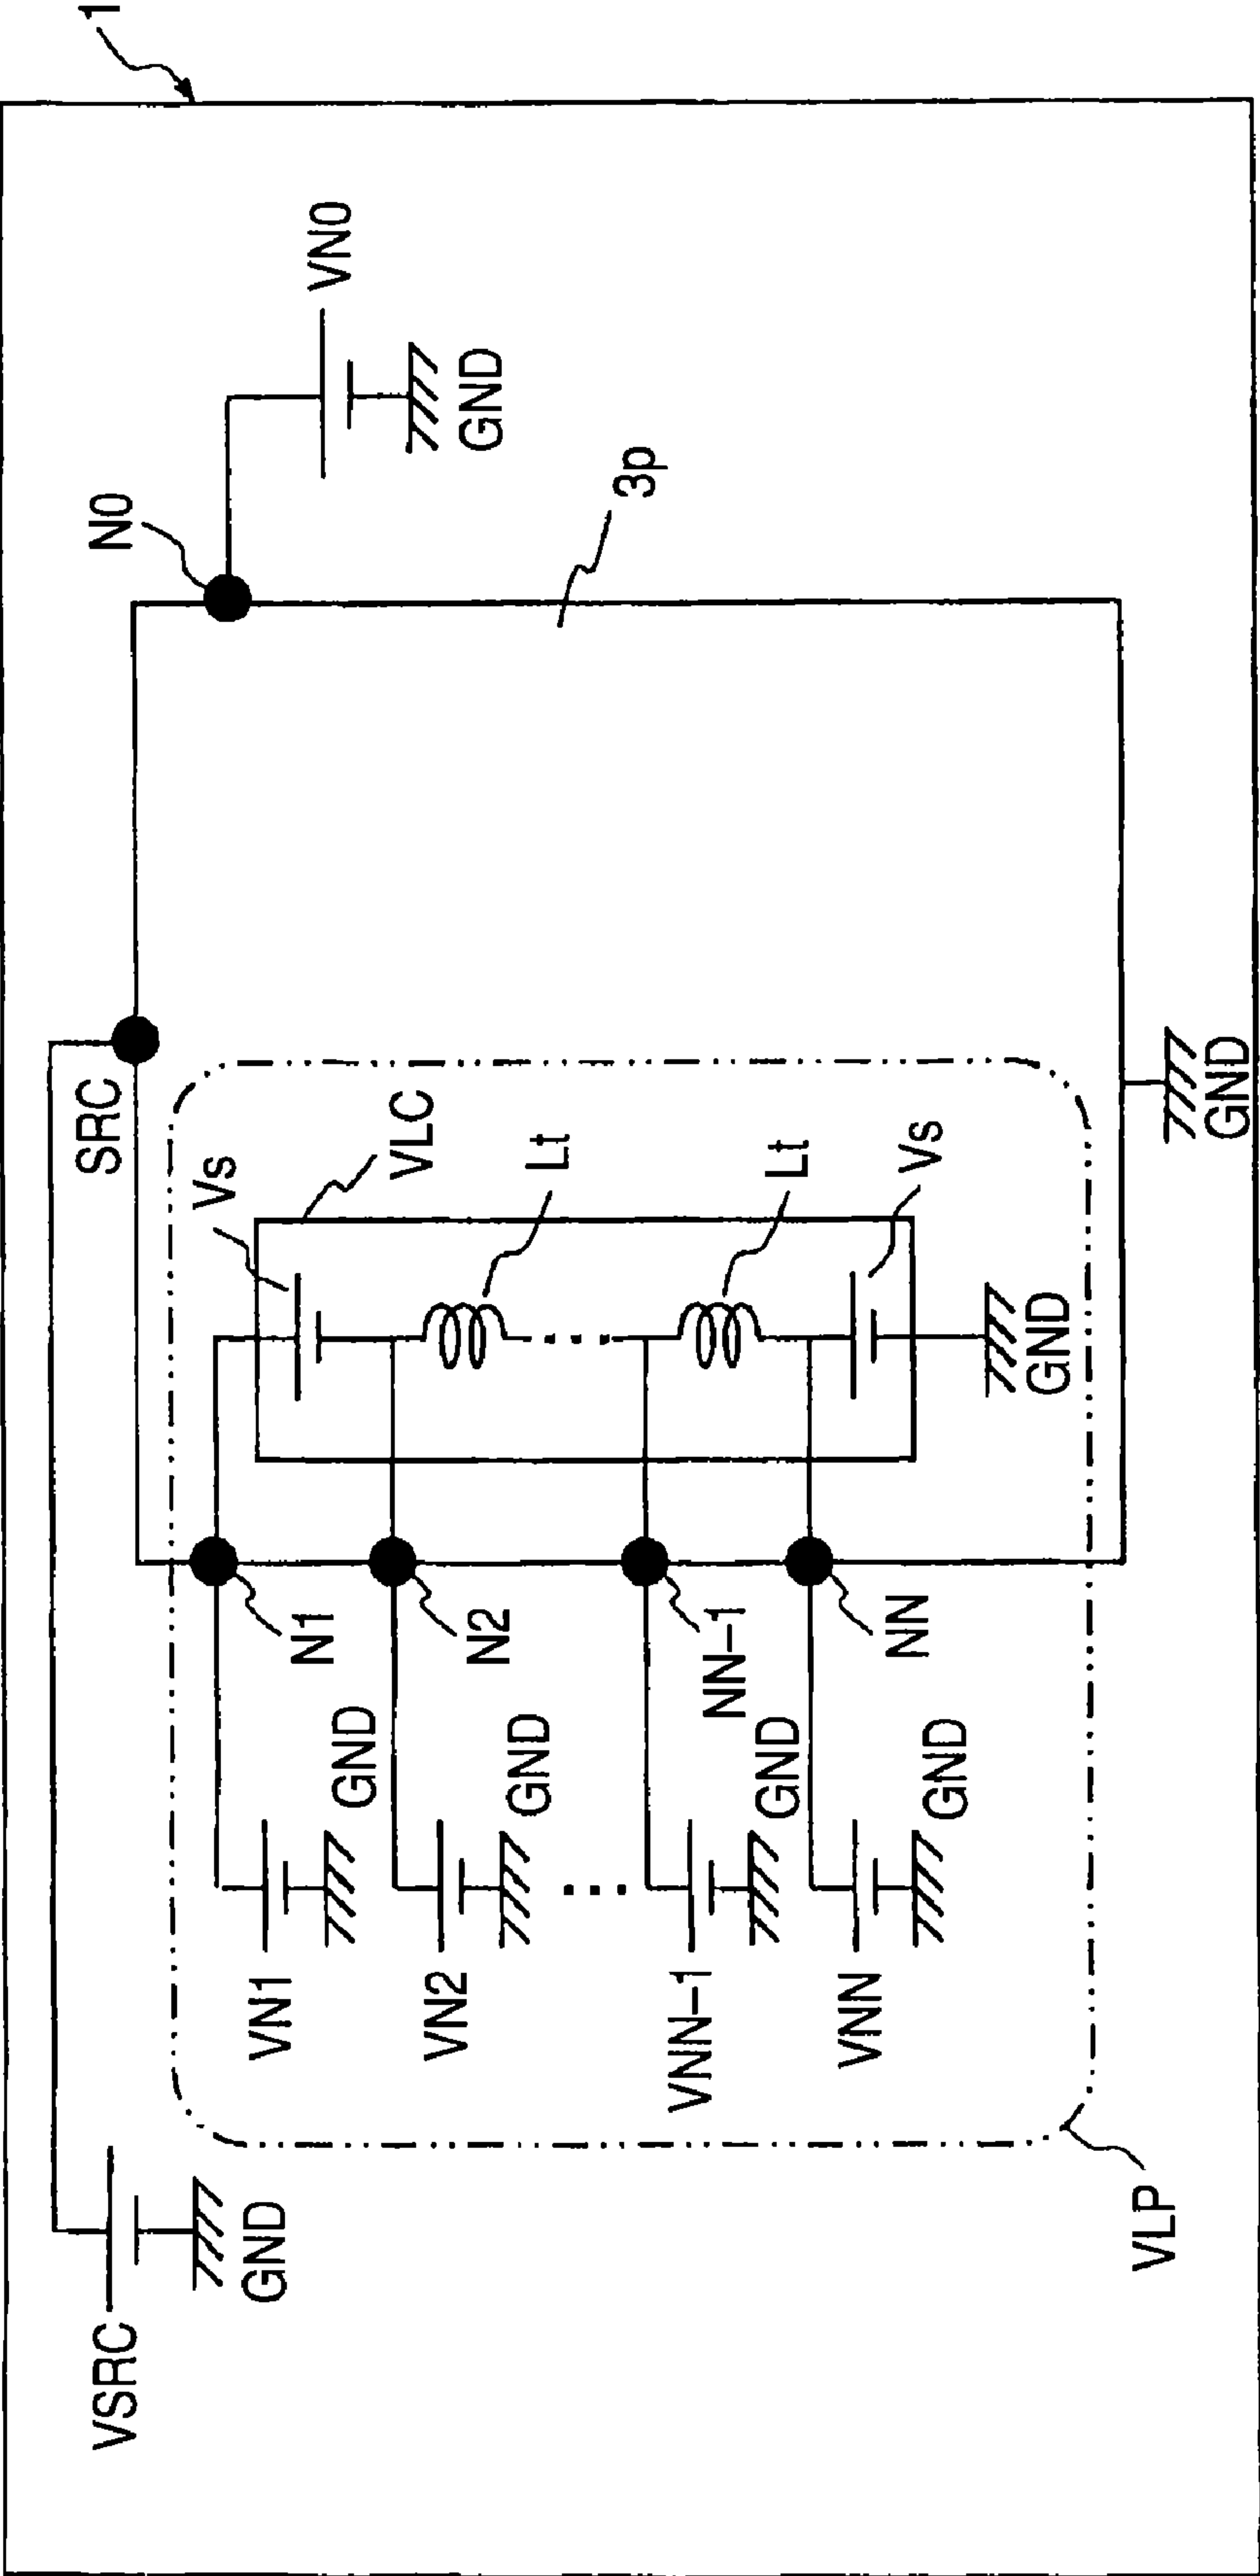 VSRC
SRC
N0
1
Vs
GND
VN1
N1
VN0
GND
VLC
VN2
N2
GND
GND
Lt
3p
VNN-1
NN-1
GND
Lt
VNN
NN
Vs
GND
GND
VLP
GND